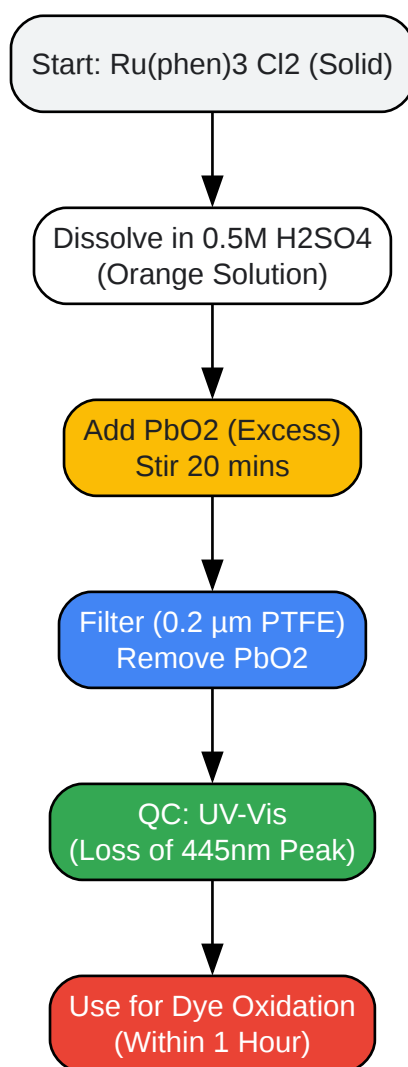 Start: Ru(phen)3 Cl2 (Solid)
Dissolve in 0.5M H2SO4
(Orange Solution)
Add PbO2 (Excess)
Stir 20 mins
Filter (0.2 µm PTFE)
Remove PbO2
QC: UV-Vis
(Loss of 445nm Peak)
Use for Dye Oxidation
(Within 1 Hour)